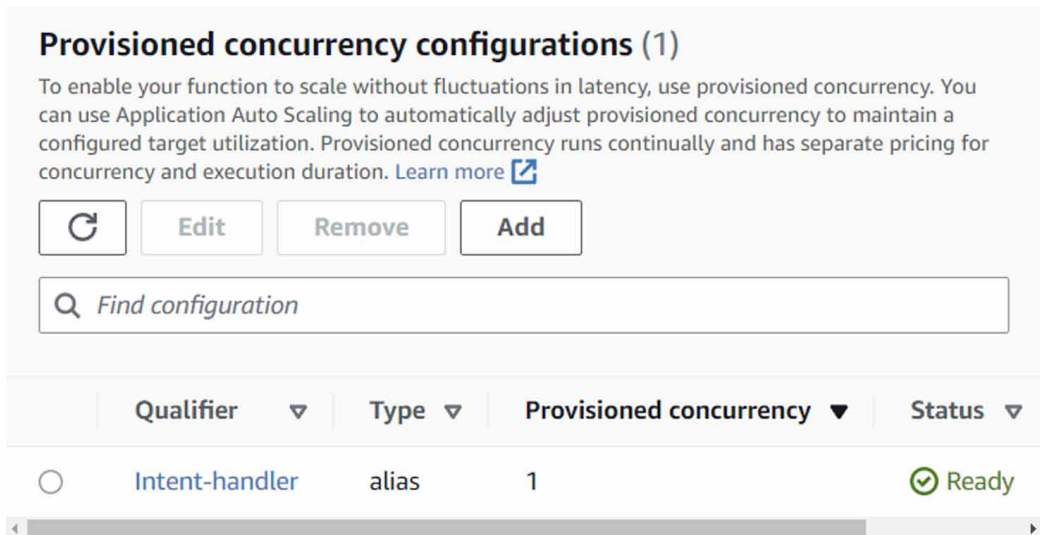 Provisioned concurrency configurations (1)
To enable your function to scale without fluctuations in latency, use provisioned concurrency. You
can use Application Auto Scaling to automatically adjust provisioned concurrency to maintain a
configured target utilization. Provisioned concurrency runs continually and has separate pricing for
concurrency and execution duration. Learn more
Edit Remove Add
Find configuration
Qualifier Type Provisioned concurrency Status
Intent-handler alias 1 Ready